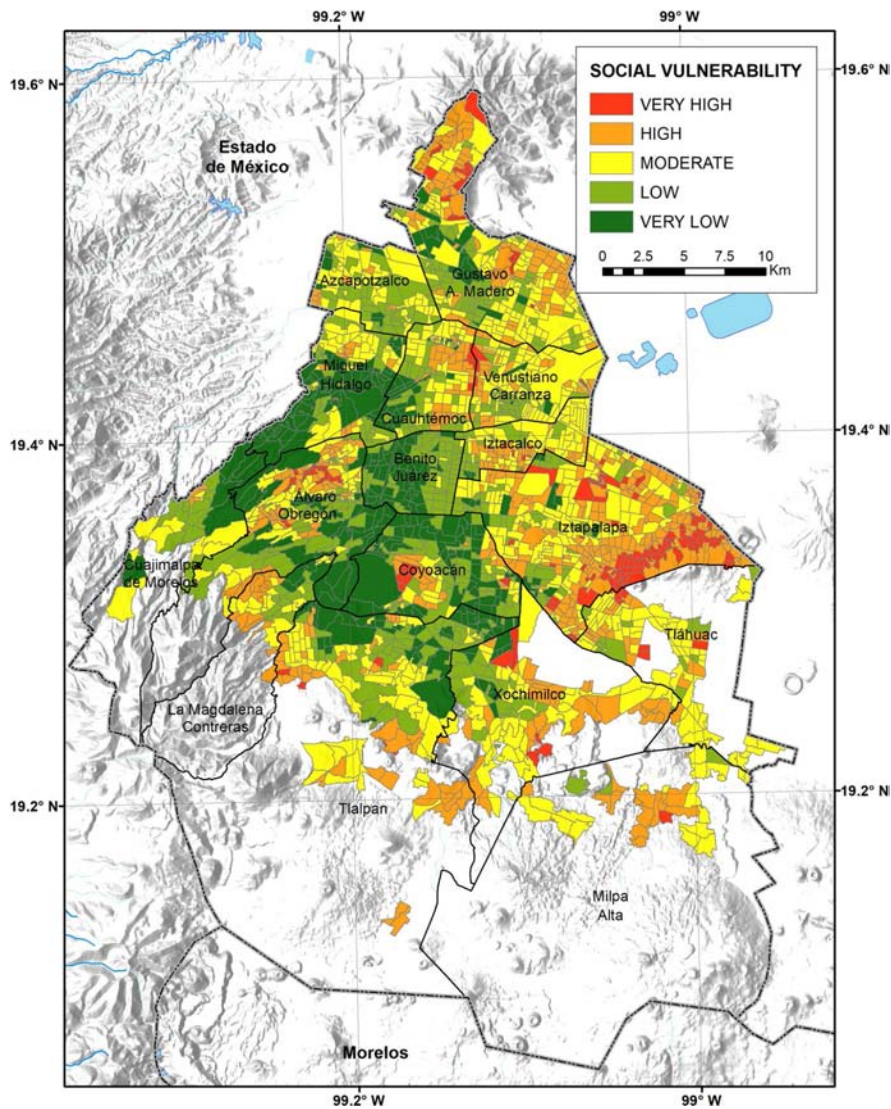 99.2° W
99° W
19.6° N
19.6° N
SOCIAL VULNERABILITY
VERY HIGH
HIGH
MODERATE
LOW
VERY LOW
0 2.5 5 7.5 10
Km
Estado
de México
Azcapotzalco
Gustavo
A. Madero
Miguel
Hidalgo
Venustiano
Carranza
Cuauhtémoc
19.4° N
19.4° N
Iztacalco
Benito
Juárez
Alvaro
Obregón
Iztapalapa
Cuajimalpa
de Morelos
Coyoacán
Tláhuac
Xochimilco
La Magdalena
Contreras
19.2° N
19.2° N
Tlalpan
Milpa
Alta
Morelos
99.2° W
99° W